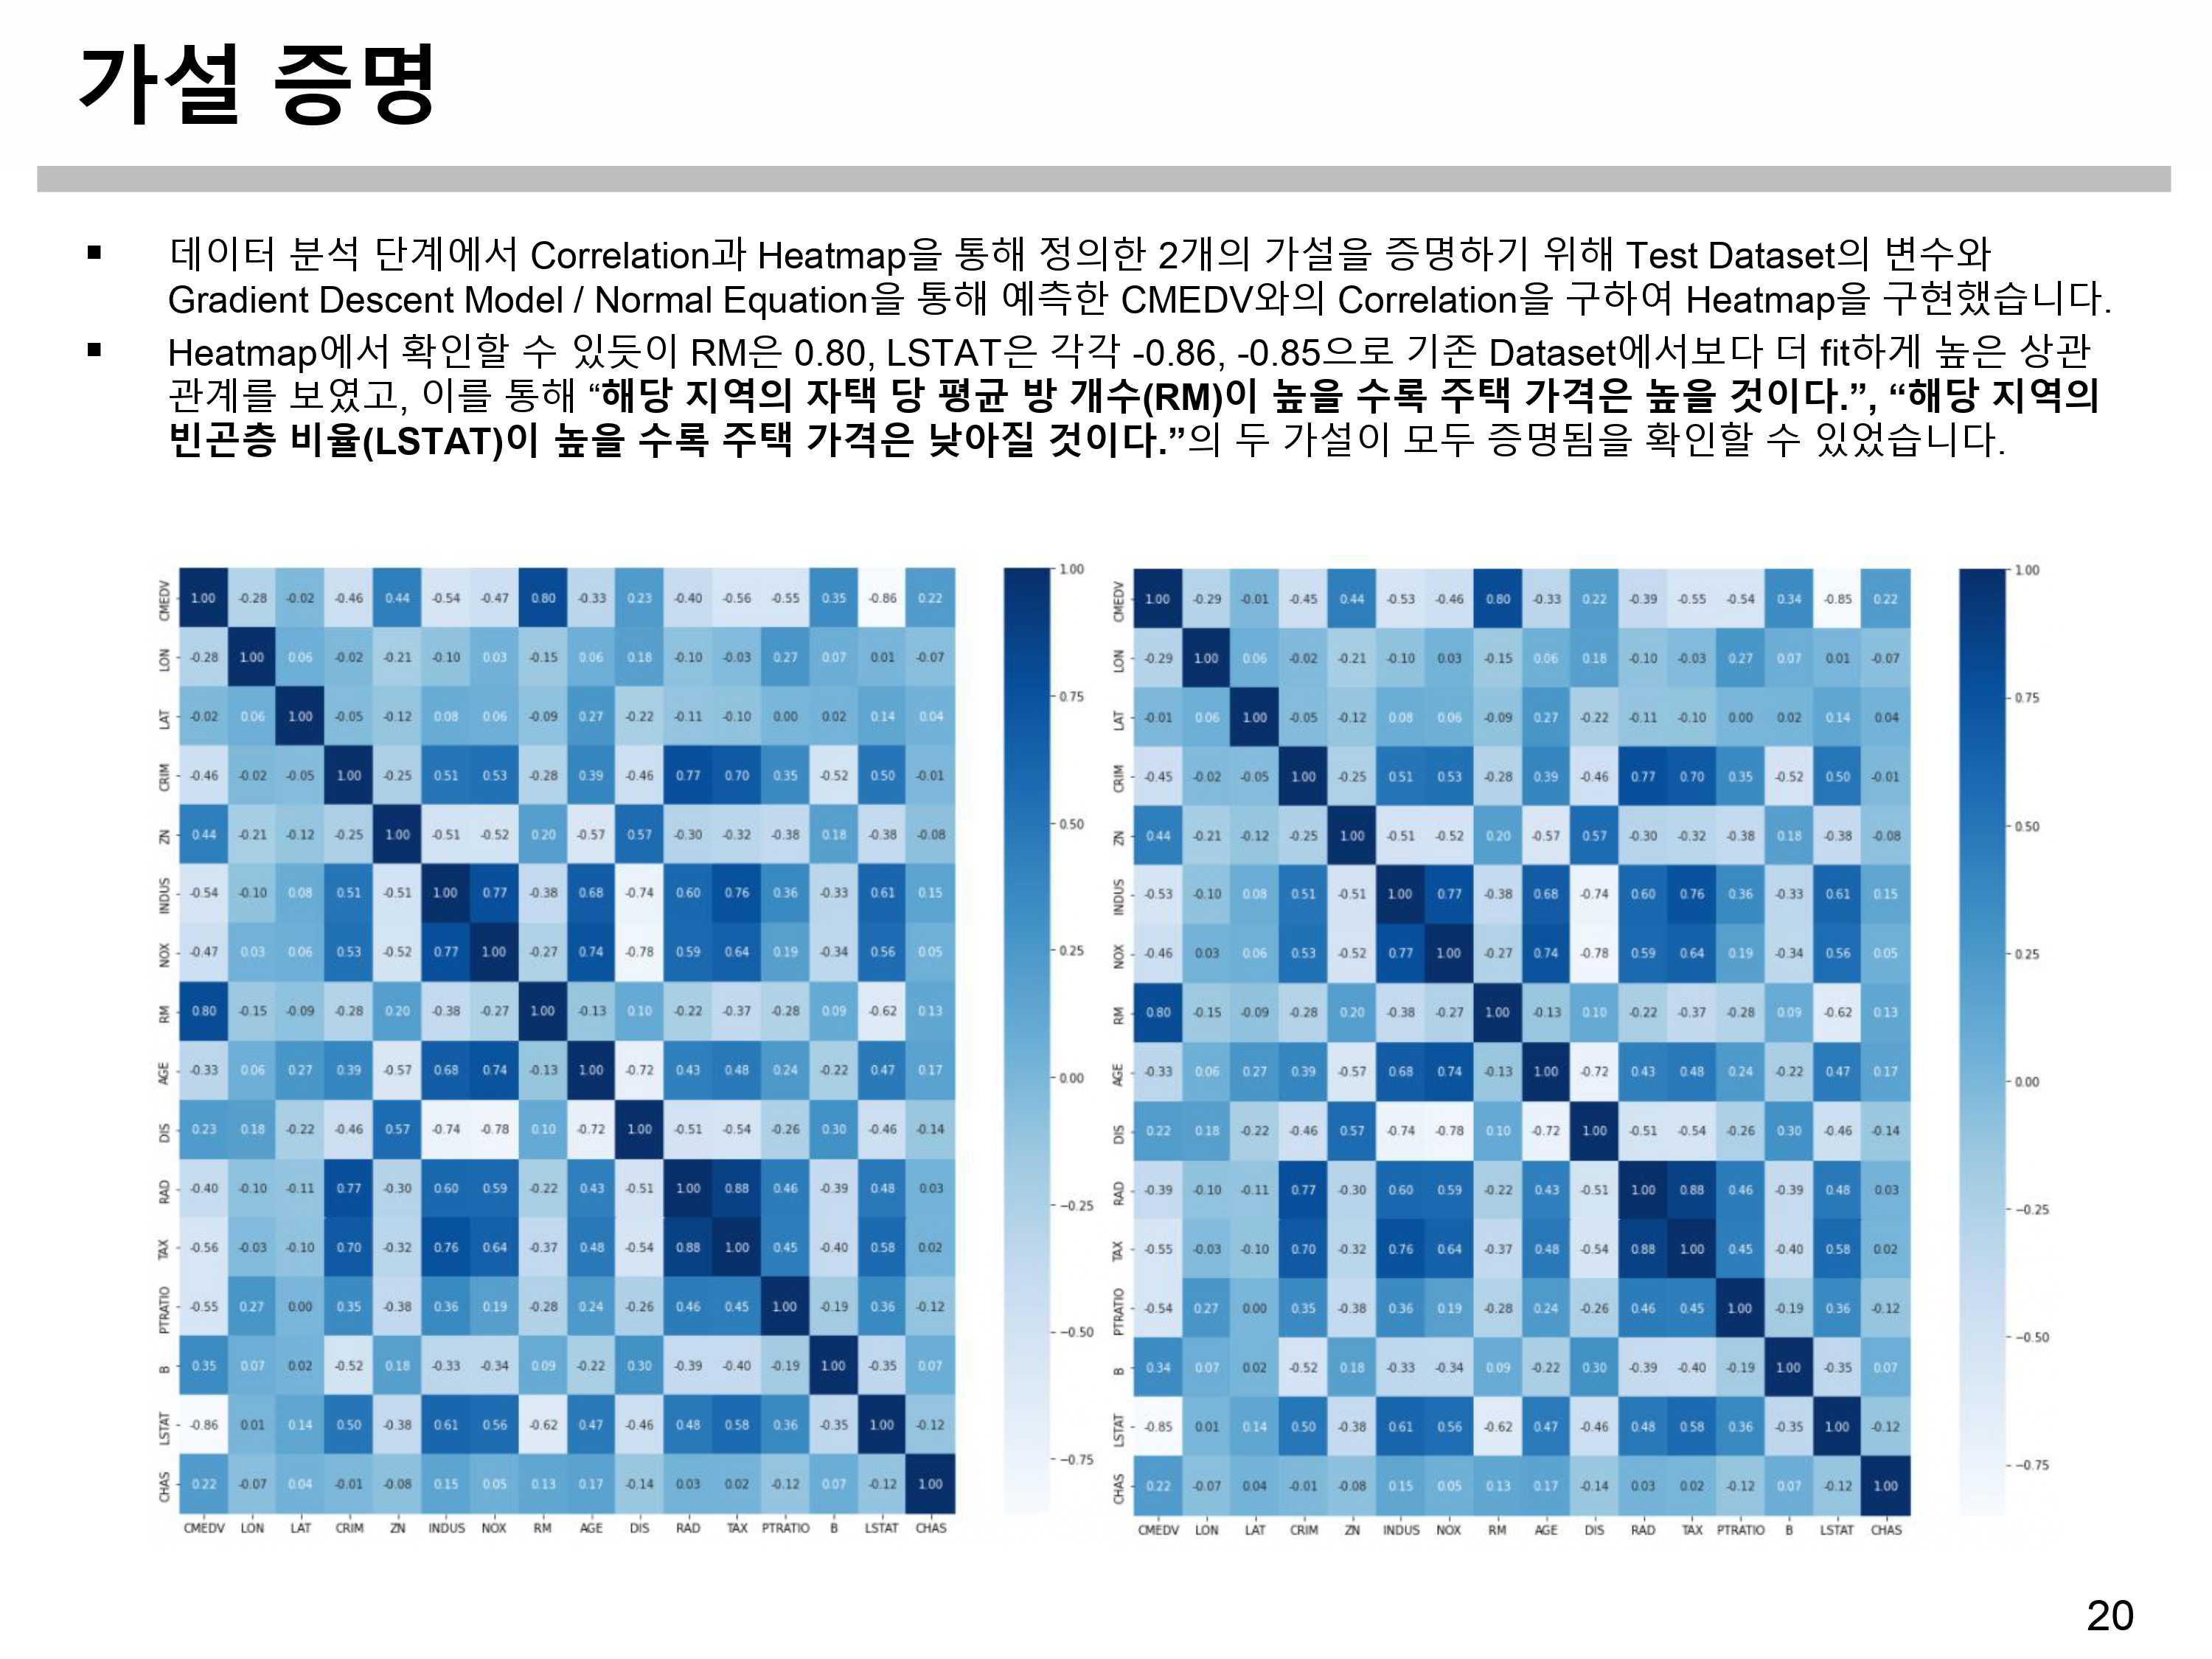 가설 증명
▪ 데이터 분석 단계에서 Correlation과 Heatmap을 통해 정의한 2개의 가설을 증명하기 위해 Test Dataset의 변수와
Gradient Descent Model / Normal Equation을 통해 예측한 CMEDV와의 Correlation을 구하여 Heatmap을 구현했습니다.
▪ Heatmap에서 확인할 수 있듯이 RM은 0.80, LSTAT은 각각 -0.86, -0.85으로 기존 Dataset에서보다 더 fit하게 높은 상관
관계를 보였고, 이를 통해 “해당 지역의 자택 당 평균 방 개수(RM)이 높을 수록 주택 가격은 높을 것이다.”, “해당 지역의
빈곤층 비율(LSTAT)이 높을 수록 주택 가격은 낮아질 것이다.”의 두 가설이 모두 증명됨을 확인할 수 있었습니다.
CMEDV 1.00 -0.28 -0.02 -0.46 0.44 -0.54 -0.47 0.80 -0.33 0.23 -0.40 -0.56 -0.55 0.35 -0.86 0.22
LON -0.28 1.00 0.06 -0.02 -0.21 -0.10 0.03 -0.15 0.06 0.18 -0.10 -0.03 0.27 0.07 0.01 -0.07
LAT -0.02 0.06 1.00 -0.05 -0.12 0.08 0.06 -0.09 0.27 -0.22 -0.11 -0.10 0.00 0.02 0.14 0.04
CRIM -0.46 -0.02 -0.05 1.00 -0.25 0.51 0.53 -0.28 0.39 -0.46 0.77 0.70 0.35 -0.52 0.50 -0.01
ZN 0.44 -0.21 -0.12 -0.25 1.00 -0.51 -0.52 0.20 -0.57 0.57 -0.30 -0.32 -0.38 0.18 -0.38 -0.08
INDUS -0.54 -0.10 0.08 0.51 -0.51 1.00 0.77 -0.38 0.68 -0.74 0.60 0.76 0.36 -0.33 0.61 0.15
NOX -0.47 0.03 0.06 0.53 -0.52 0.77 1.00 -0.27 0.74 -0.78 0.59 0.64 0.19 -0.34 0.56 0.05
RM 0.80 -0.15 -0.09 -0.28 0.20 -0.38 -0.27 1.00 -0.13 0.10 -0.22 -0.37 -0.28 0.09 -0.62 0.13
AGE -0.33 0.06 0.27 0.39 -0.57 0.68 0.74 -0.13 1.00 -0.72 0.43 0.48 0.24 -0.22 0.47 0.17
DIS 0.23 0.18 -0.22 -0.46 0.57 -0.74 -0.78 0.10 -0.72 1.00 -0.51 -0.54 -0.26 0.30 -0.46 -0.14
RAD -0.40 -0.10 -0.11 0.77 -0.30 0.60 0.59 -0.22 0.43 -0.51 1.00 0.88 0.46 -0.39 0.48 0.03
TAX -0.56 -0.03 -0.10 0.70 -0.32 0.76 0.64 -0.37 0.48 -0.54 0.88 1.00 0.45 -0.40 0.58 0.02
PTRATIO -0.55 0.27 0.00 0.35 -0.38 0.36 0.19 -0.28 0.24 -0.26 0.46 0.45 1.00 -0.19 0.36 -0.12
B 0.35 0.07 0.02 -0.52 0.18 -0.33 -0.34 0.09 -0.22 0.30 -0.39 -0.40 -0.19 1.00 -0.35 0.07
LSTAT -0.86 0.01 0.14 0.50 -0.38 0.61 0.56 -0.62 0.47 -0.46 0.48 0.58 0.36 -0.35 1.00 -0.12
CHAS 0.22 -0.07 0.04 -0.01 -0.08 0.15 0.05 0.13 0.17 -0.14 0.03 0.02 -0.12 0.07 -0.12 1.00
CMEDV LON LAT CRIM ZN INDUS NOX RM AGE DIS RAD TAX PTRATIO B LSTAT CHAS
1.00
0.75
0.50
0.25
0.00
-0.25
-0.50
-0.75
CMEDV 1.00 -0.29 -0.01 -0.45 0.44 -0.53 -0.46 0.80 -0.33 0.22 -0.39 -0.55 -0.54 0.34 -0.85 0.22
LON -0.29 1.00 0.06 -0.02 -0.21 -0.10 0.03 -0.15 0.06 0.18 -0.10 -0.03 0.27 0.07 0.01 -0.07
LAT -0.01 0.06 1.00 -0.05 -0.12 0.08 0.06 -0.09 0.27 -0.22 -0.11 -0.10 0.00 0.02 0.14 0.04
CRIM -0.45 -0.02 -0.05 1.00 -0.25 0.51 0.53 -0.28 0.39 -0.46 0.77 0.70 0.35 -0.52 0.50 -0.01
ZN 0.44 -0.21 -0.12 -0.25 1.00 -0.51 -0.52 0.20 -0.57 0.57 -0.30 -0.32 -0.38 0.18 -0.38 -0.08
INDUS -0.53 -0.10 0.08 0.51 -0.51 1.00 0.77 -0.38 0.68 -0.74 0.60 0.76 0.36 -0.33 0.61 0.15
NOX -0.46 0.03 0.06 0.53 -0.52 0.77 1.00 -0.27 0.74 -0.78 0.59 0.64 0.19 -0.34 0.56 0.05
RM 0.80 -0.15 -0.09 -0.28 0.20 -0.38 -0.27 1.00 -0.13 0.10 -0.22 -0.37 -0.28 0.09 -0.62 0.13
AGE -0.33 0.06 0.27 0.39 -0.57 0.68 0.74 -0.13 1.00 -0.72 0.43 0.48 0.24 -0.22 0.47 0.17
DIS 0.22 0.18 -0.22 -0.46 0.57 -0.74 -0.78 0.10 -0.72 1.00 -0.51 -0.54 -0.26 0.30 -0.46 -0.14
RAD -0.39 -0.10 -0.11 0.77 -0.30 0.60 0.59 -0.22 0.43 -0.51 1.00 0.88 0.46 -0.39 0.48 0.03
TAX -0.55 -0.03 -0.10 0.70 -0.32 0.76 0.64 -0.37 0.48 -0.54 0.88 1.00 0.45 -0.40 0.58 0.02
PTRATIO -0.54 0.27 0.00 0.35 -0.38 0.36 0.19 -0.28 0.24 -0.26 0.46 0.45 1.00 -0.19 0.36 -0.12
B 0.34 0.07 0.02 -0.52 0.18 -0.33 -0.34 0.09 -0.22 0.30 -0.39 -0.40 -0.19 1.00 -0.35 0.07
LSTAT -0.85 0.01 0.14 0.50 -0.38 0.61 0.56 -0.62 0.47 -0.46 0.48 0.58 0.36 -0.35 1.00 -0.12
CHAS 0.22 -0.07 0.04 -0.01 -0.08 0.15 0.05 0.13 0.17 -0.14 0.03 0.02 -0.12 0.07 -0.12 1.00
CMEDV LON LAT CRIM ZN INDUS NOX RM AGE DIS RAD TAX PTRATIO B LSTAT CHAS
1.00
0.75
0.50
0.25
0.00
-0.25
-0.50
-0.75
20